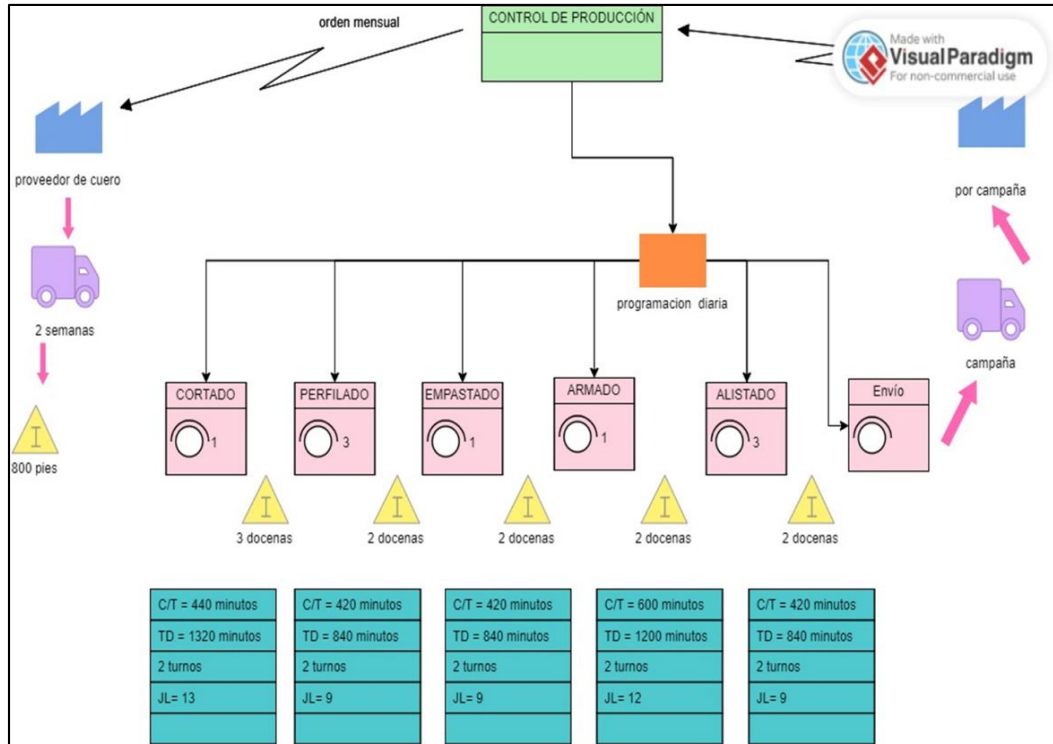 orden mensual
CONTROL DE PRODUCCIÓN
Made with
Visual Paradigm
For non-commercial use
proveedor de cuero
por campaña
2 semanas
programacion diaria
campaña
800 pies
CORTADO
1
PERFILADO
3
EMPASTADO
1
ARMADO
1
ALISTADO
3
Envío
I
I
I
I
I
I
3 docenas
2 docenas
2 docenas
2 docenas
2 docenas
C/T = 440 minutos
TD = 1320 minutos
2 turnos
JL= 13
C/T = 420 minutos
TD = 840 minutos
2 turnos
JL= 9
C/T = 420 minutos
TD = 840 minutos
2 turnos
JL= 9
C/T = 600 minutos
TD = 1200 minutos
2 turnos
JL= 12
C/T = 420 minutos
TD = 840 minutos
2 turnos
JL= 9